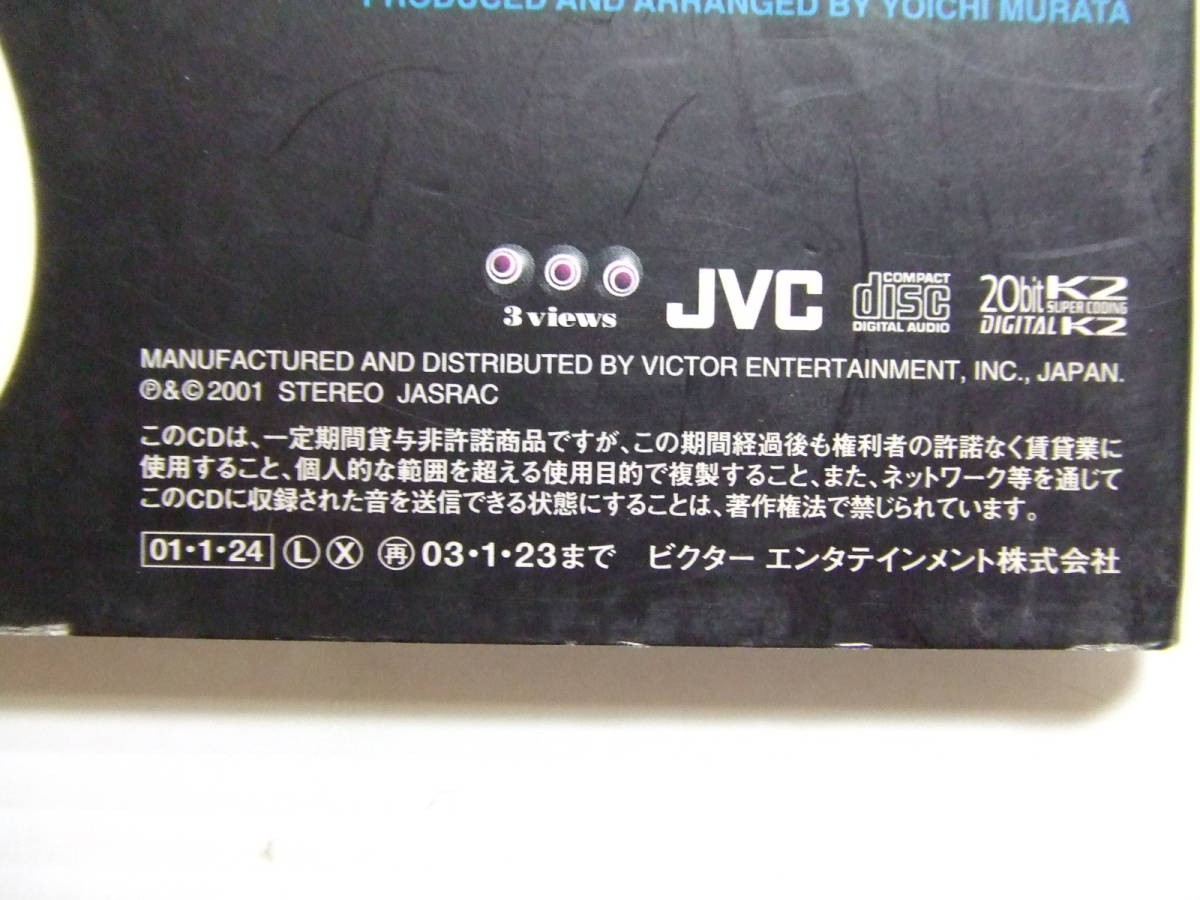 PRODUCED AND ARRANGED BY YOICHI MURATA
3 views
JVC
COMPACT
disc
DIGITAL AUDIO
20bit K2
SUPER CODING
DIGITAL K2
MANUFACTURED AND DISTRIBUTED BY VICTOR ENTERTAINMENT, INC., JAPAN.
Ⓟ&©2001 STEREO JASRAC
このCDは、一定期間貸与非許諾商品ですが、この期間経過後も権利者の許諾なく賃貸業に
使用すること、個人的な範囲を超える使用目的で複製すること、また、ネットワーク等を通じて
このCDに収録された音を送信できる状態にすることは、著作権法で禁じられています。
01・1・24 Ⓛ Ⓧ ㊢03・1・23まで ビクター エンタテインメント株式会社